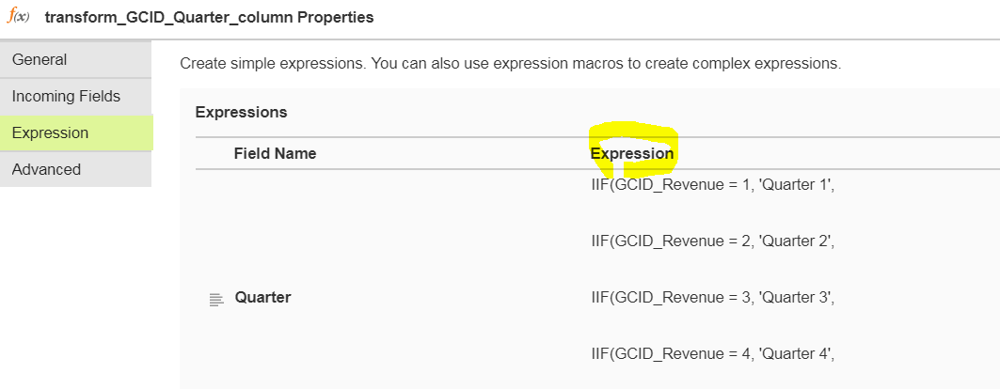 f(x) transform_GCID_Quarter_column Properties
General
Incoming Fields
Expression
Advanced
Create simple expressions. You can also use expression macros to create complex expressions.
Expressions
Field Name Expression
IIF(GCID_Revenue = 1, 'Quarter 1',
IIF(GCID_Revenue = 2, 'Quarter 2',
Quarter IIF(GCID_Revenue = 3, 'Quarter 3',
IIF(GCID_Revenue = 4, 'Quarter 4',